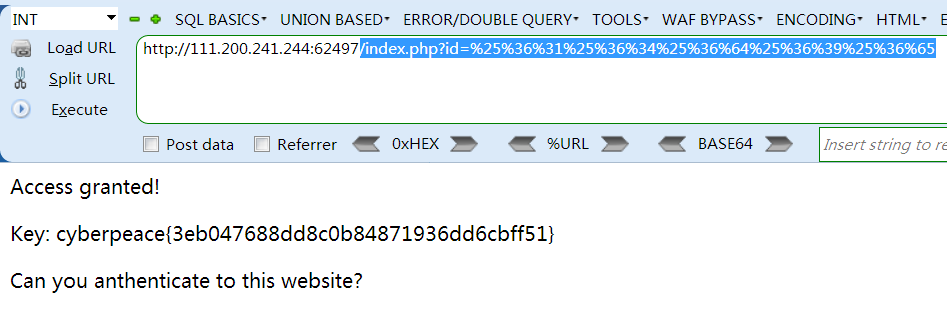 INT SQL BASICS UNION BASED ERROR/DOUBLE QUERY TOOLS WAF BYPASS ENCODING HTML
Load URL http://111.200.241.244:62497/index.php?id=%25%36%31%25%36%34%25%36%64%25%36%39%25%36%65
Split URL
Execute
Post data Referrer 0xHEX %URL BASE64 Insert string to re
Access granted!
Key: cyberpeace{3eb047688dd8c0b84871936dd6cbff51}
Can you anthenticate to this website?